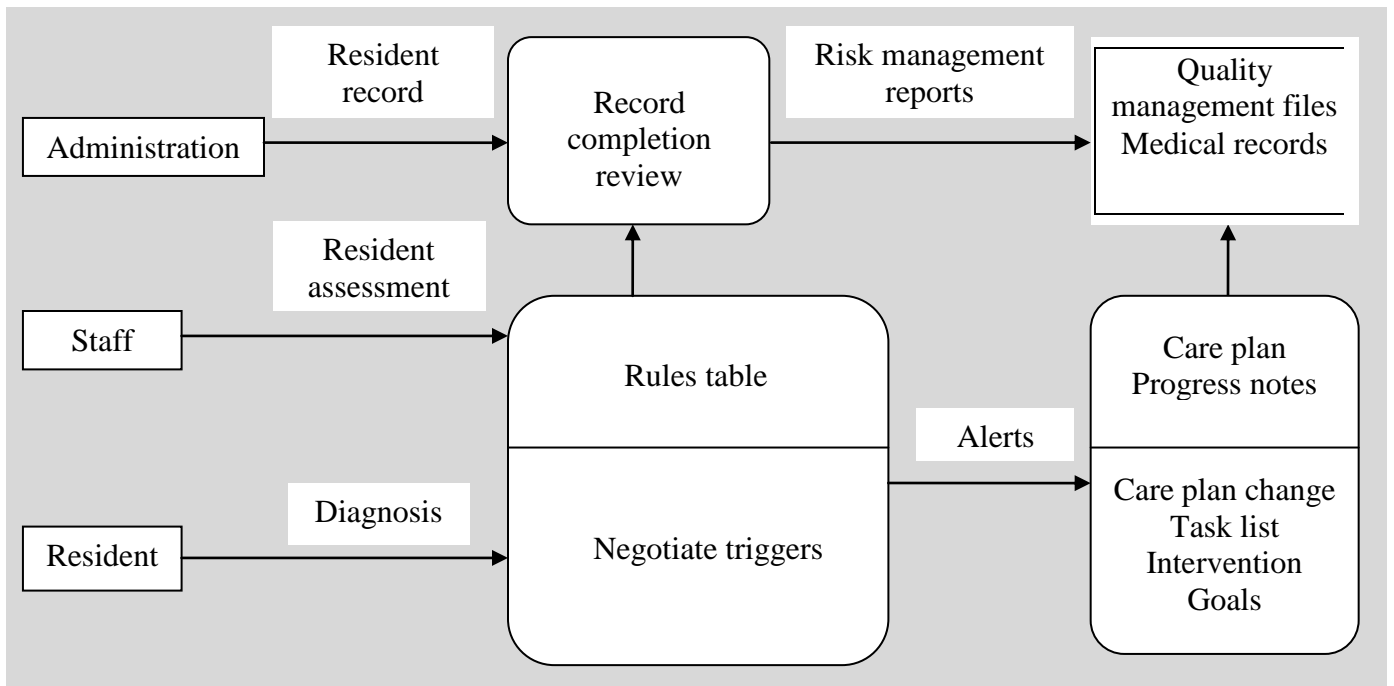 Resident
record
Risk management
reports
Quality
management files
Medical records
Administration
Record
completion
review
Resident
assessment
Staff
Rules table
Care plan
Progress notes
Alerts
Diagnosis
Resident
Negotiate triggers
Care plan change
Task list
Intervention
Goals